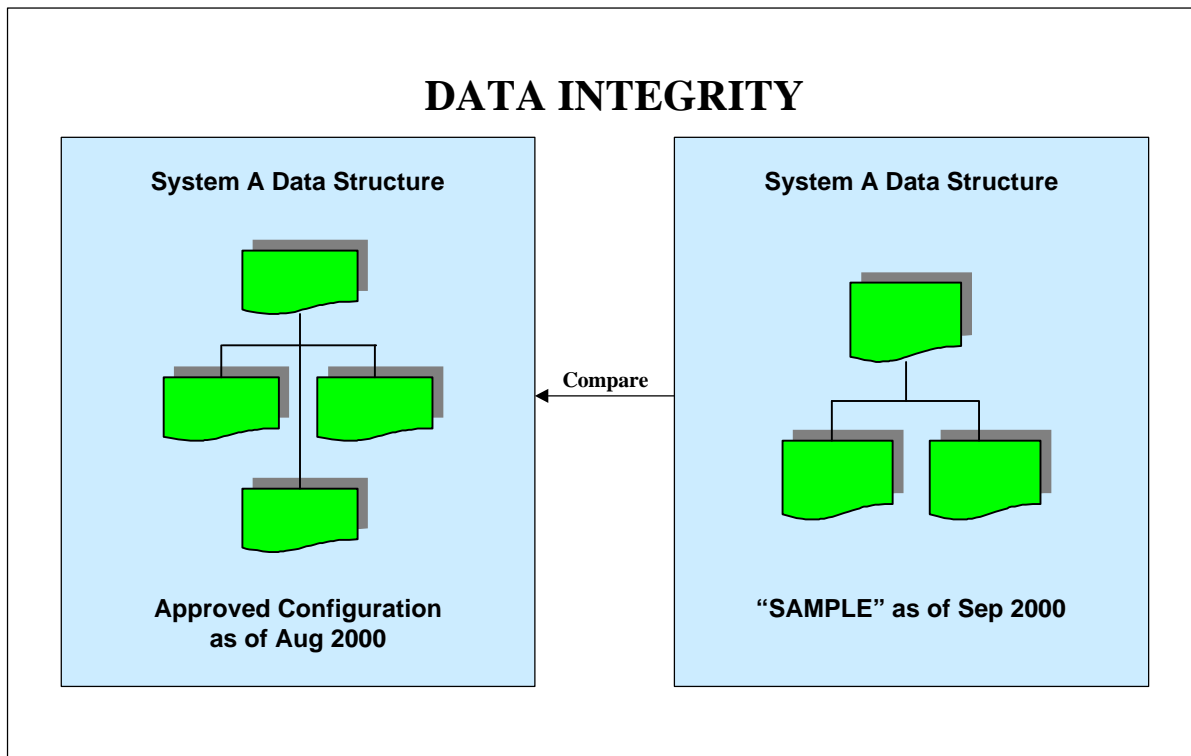 DATA INTEGRITY
System A Data Structure
Approved Configuration
as of Aug 2000
Compare
System A Data Structure
“SAMPLE” as of Sep 2000